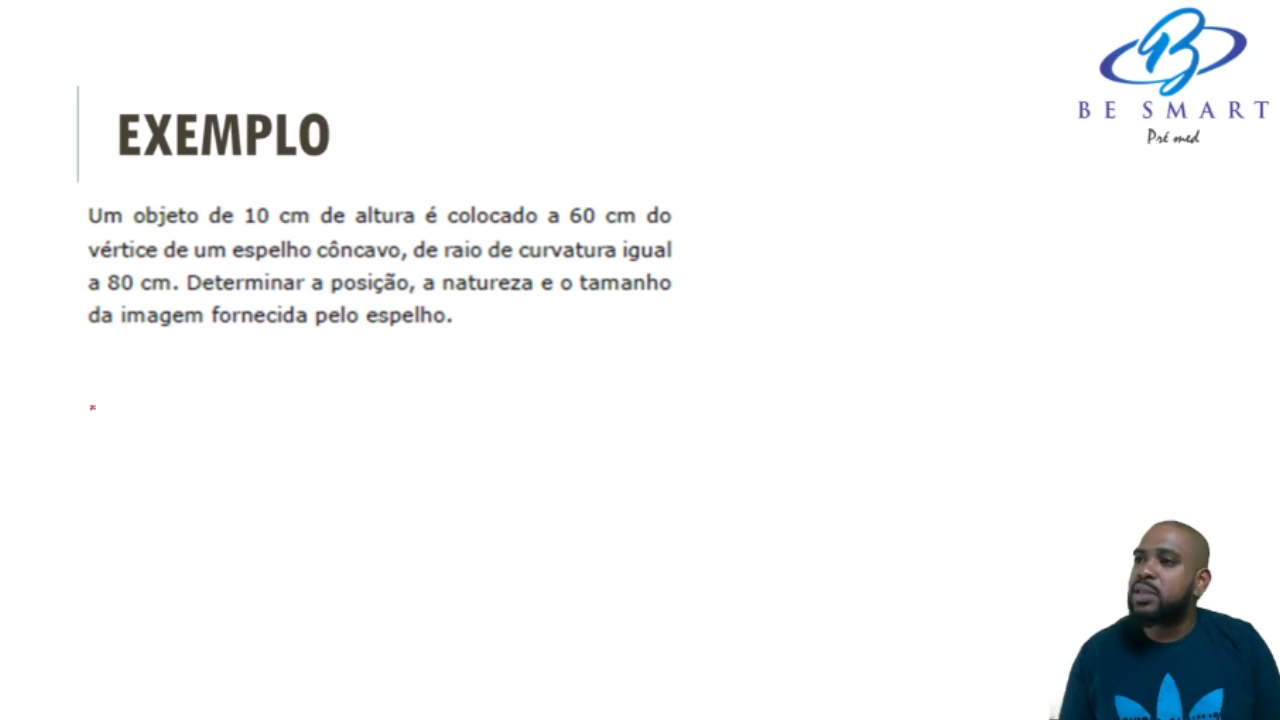 BE SMART
Pré med
EXEMPLO
Um objeto de 10 cm de altura é colocado a 60 cm do
vértice de um espelho côncavo, de raio de curvatura igual
a 80 cm. Determinar a posição, a natureza e o tamanho
da imagem fornecida pelo espelho.